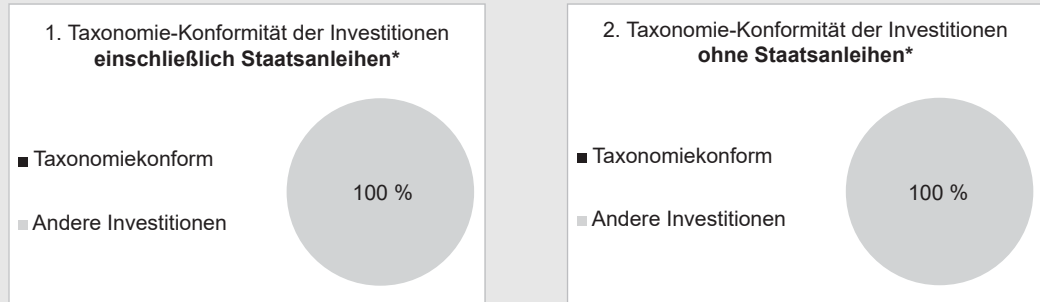 1. Taxonomie-Konformität der Investitionen
einschließlich Staatsanleihen*
Taxonomiekonform
100 %
Andere Investitionen
2. Taxonomie-Konformität der Investitionen
ohne Staatsanleihen*
Taxonomiekonform
100 %
Andere Investitionen